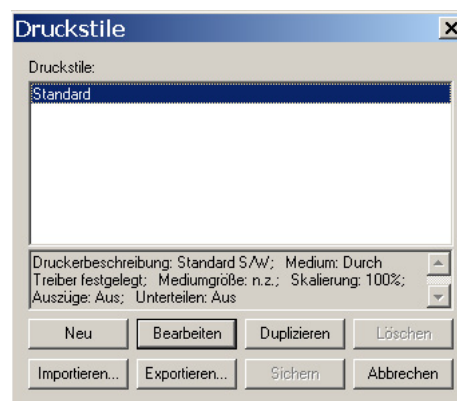 Druckstile
Druckstile:
Standard
Druckerbeschreibung: Standard S/W; Medium: Durch
Treiber festgelegt; Mediumgröße: n.z.; Skalierung: 100%;
Auszüge: Aus; Unterteilen: Aus
Neu Bearbeiten Duplizieren Löschen
Importieren... Exportieren... Sichern Abbrechen